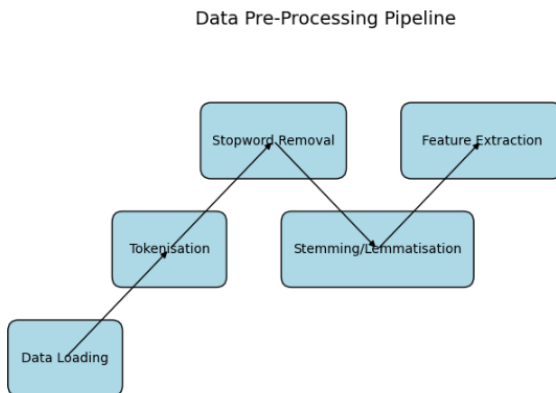 Data Pre-Processing Pipeline
Stopword Removal
Feature Extraction
Tokenisation
Stemming/Lemmatisation
Data Loading